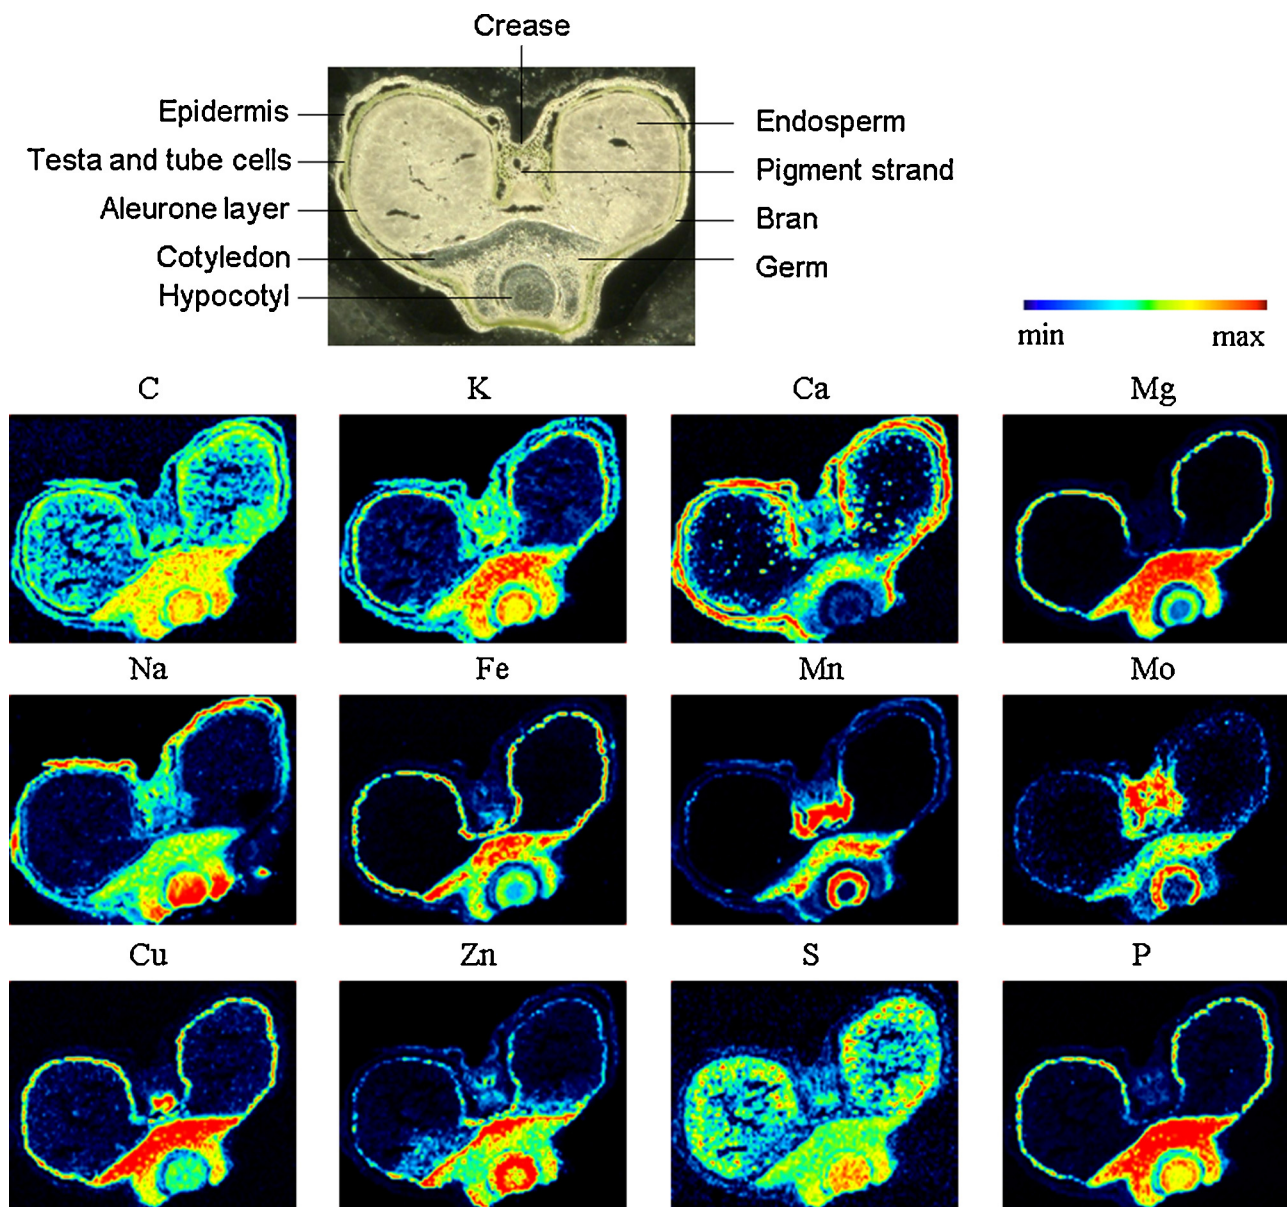 Crease
Epidermis
Testa and tube cells
Aleurone layer
Cotyledon
Hypocotyl
Endosperm
Pigment strand
Bran
Germ
min max
C K Ca Mg
Na Fe Mn Mo
Cu Zn S P